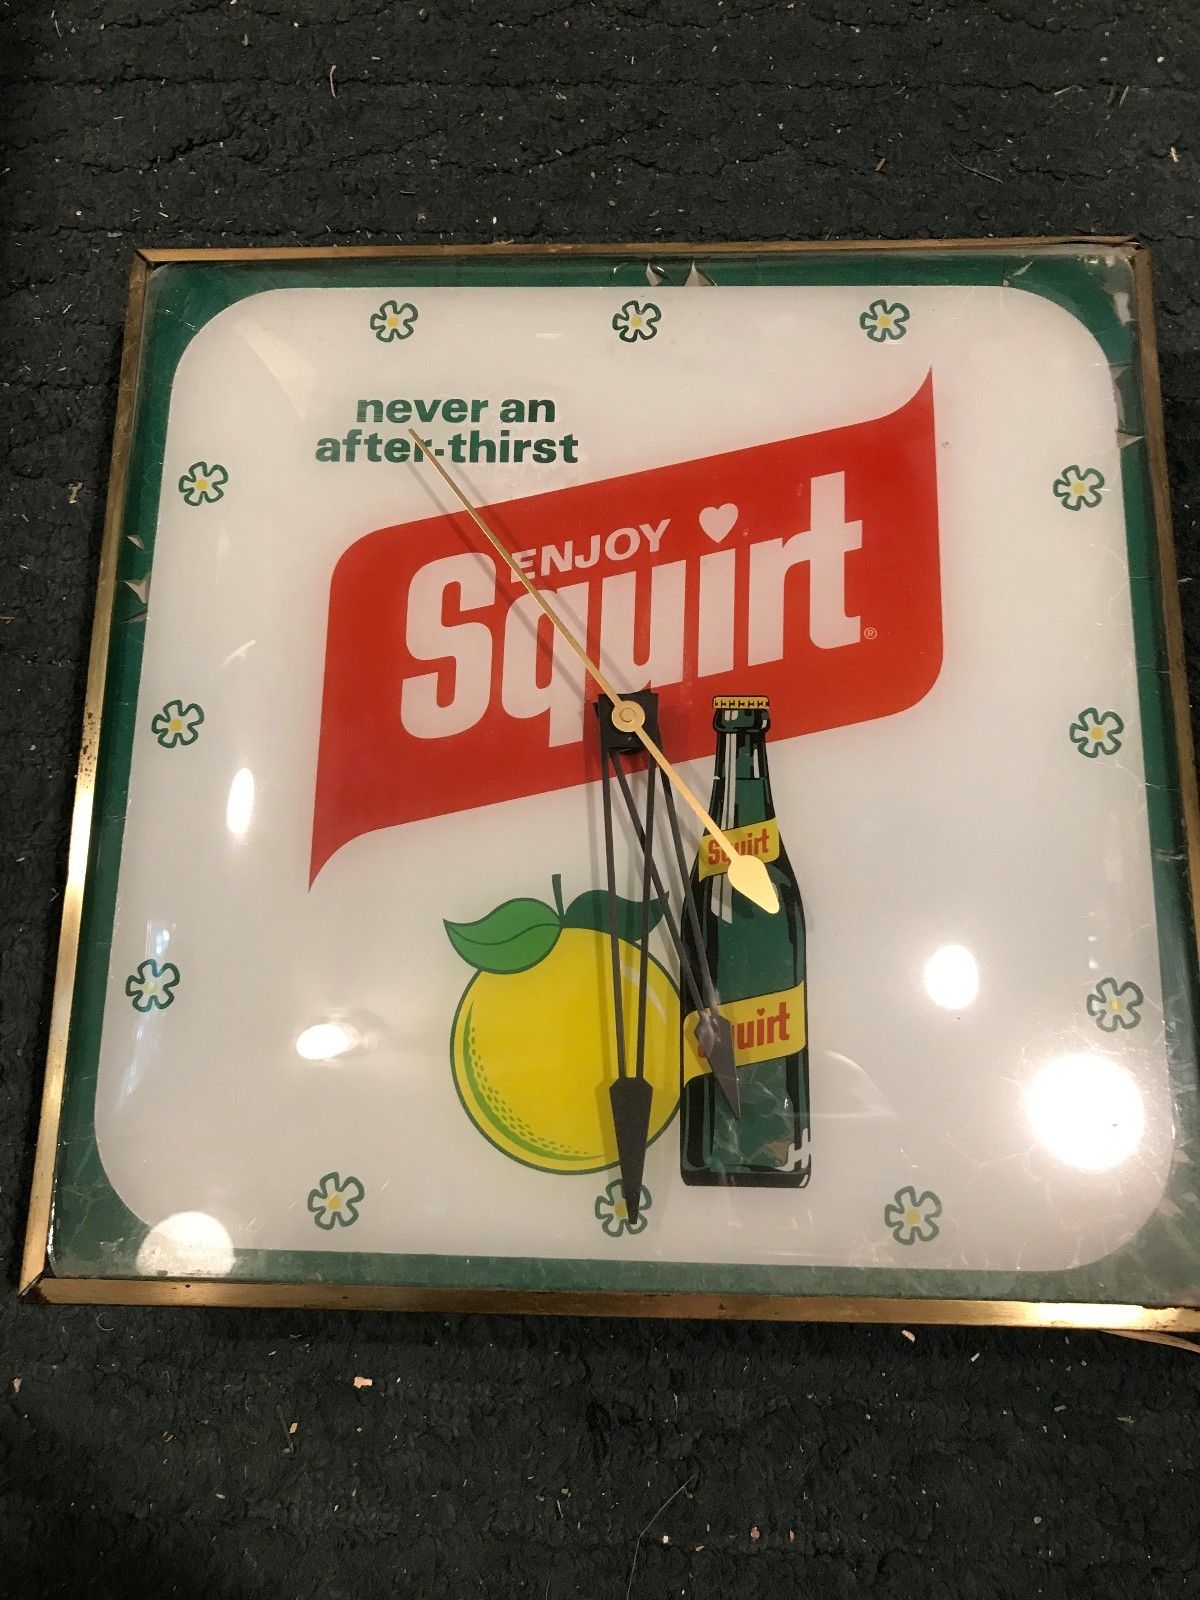 never an
after-thirst
ENJOY
Squirt®
Squirt
Squirt